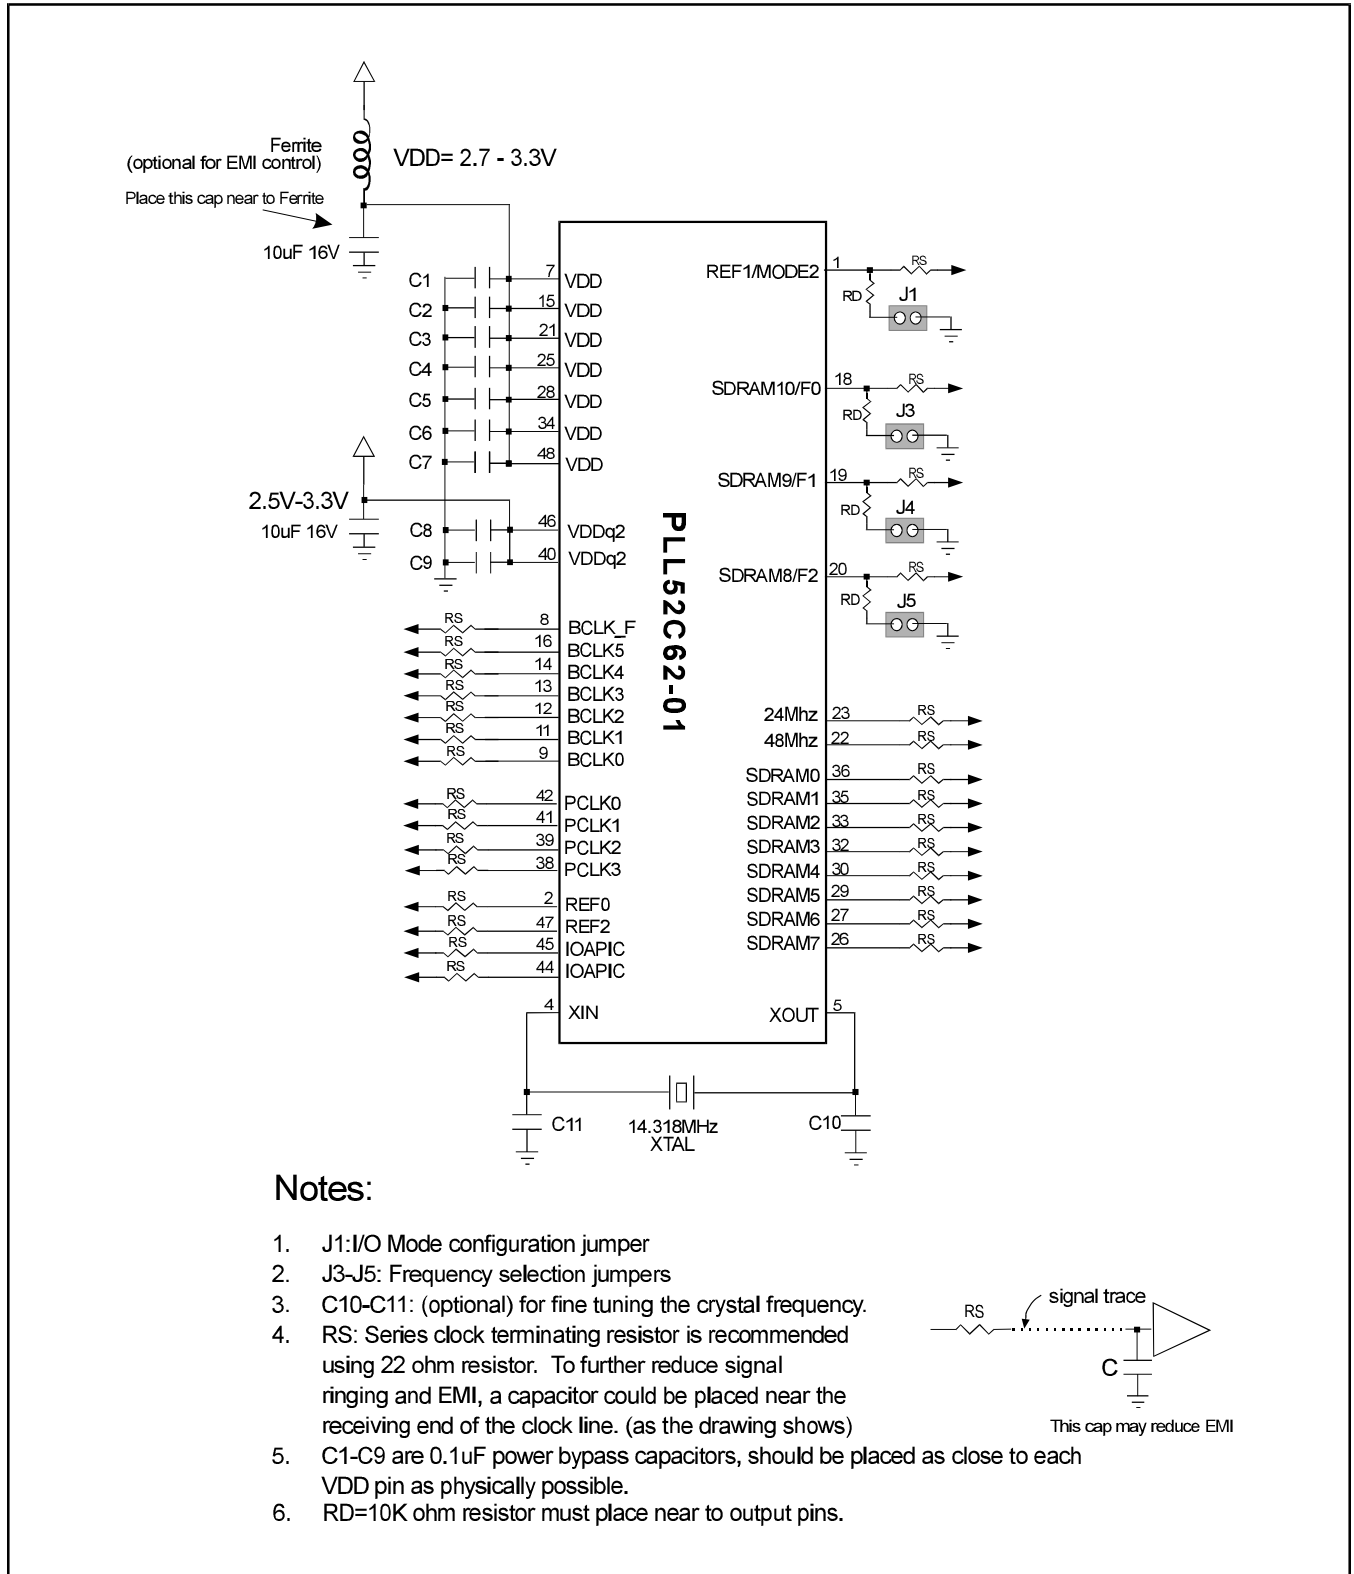 Ferrite
(optional for EMI control)
VDD= 2.7 - 3.3V
Place this cap near to Ferrite
10uF 16V
C1
7
VDD
C2
15
VDD
C3
21
VDD
C4
25
VDD
C5
28
VDD
C6
34
VDD
C7
48
VDD
2.5V-3.3V
10uF 16V
C8
46
VDDq2
C9
40
VDDq2
RS
8
BCLK_F
RS
16
BCLK5
RS
14
BCLK4
RS
13
BCLK3
RS
12
BCLK2
RS
11
BCLK1
RS
9
BCLK0
RS
42
PCLK0
RS
41
PCLK1
RS
39
PCLK2
RS
38
PCLK3
RS
2
REF0
RS
47
REF2
RS
45
IOAPIC
RS
44
IOAPIC
4
XIN
PLL52C62-01
REF1/MODE2
1
RS
RD
J1
SDRAM10/F0
18
RS
RD
J3
SDRAM9/F1
19
RS
RD
J4
SDRAM8/F2
20
RS
RD
J5
24Mhz
23
RS
48Mhz
22
RS
SDRAM0
36
RS
SDRAM1
35
RS
SDRAM2
33
RS
SDRAM3
32
RS
SDRAM4
30
RS
SDRAM5
29
RS
SDRAM6
27
RS
SDRAM7
26
RS
XOUT
5
C11
14.318MHz
XTAL
C10
Notes:
1. J1:I/O Mode configuration jumper
2. J3-J5: Frequency selection jumpers
3. C10-C11: (optional) for fine tuning the crystal frequency.
4. RS: Series clock terminating resistor is recommended
using 22 ohm resistor. To further reduce signal
ringing and EMI, a capacitor could be placed near the
receiving end of the clock line. (as the drawing shows)
5. C1-C9 are 0.1uF power bypass capacitors, should be placed as close to each
VDD pin as physically possible.
6. RD=10K ohm resistor must place near to output pins.
RS
signal trace
C
This cap may reduce EMI